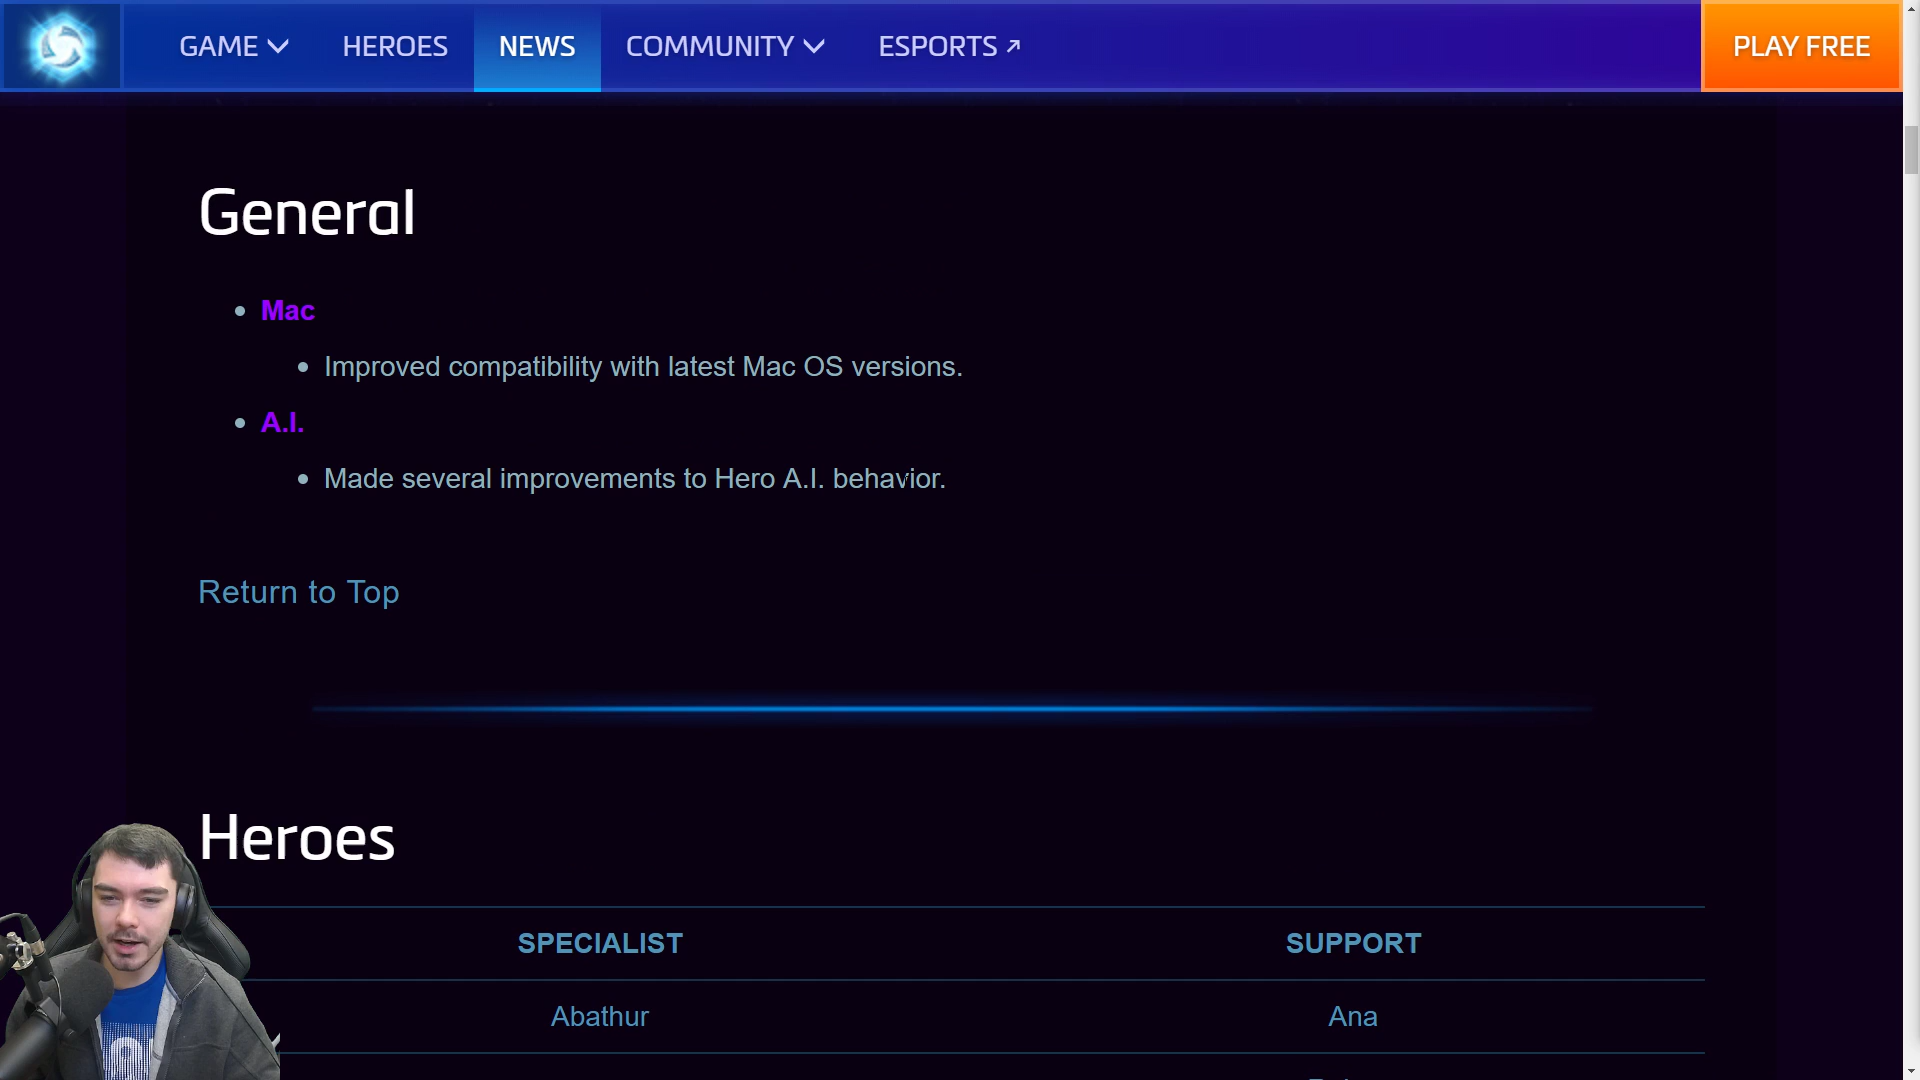 GAME HEROES NEWS COMMUNITY ESPORTS PLAY FREE
General
Mac
Improved compatibility with latest Mac OS versions.
A.I.
Made several improvements to Hero A.I. behavior.
Return to Top
Heroes
SPECIALIST SUPPORT
Abathur Ana